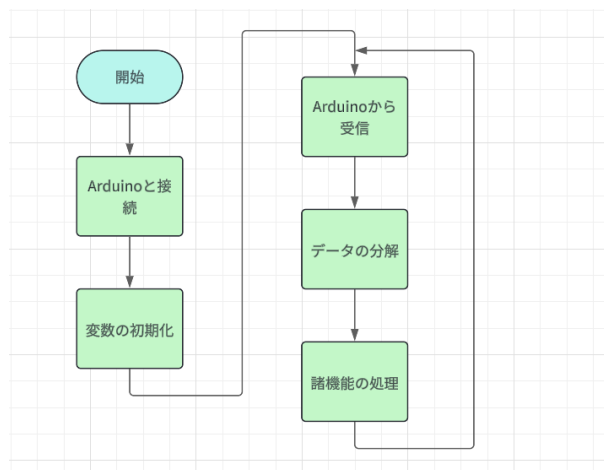 開始
Arduinoと接
続
変数の初期化
Arduinoから
受信
データの分解
諸機能の処理